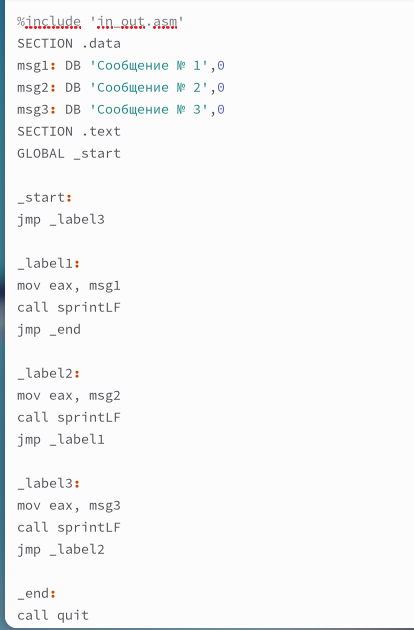 %include 'in_out.asm'
SECTION .data
msg1: DB 'Сообщение № 1',0
msg2: DB 'Сообщение № 2',0
msg3: DB 'Сообщение № 3',0
SECTION .text
GLOBAL _start
_start:
jmp _label3
_label1:
mov eax, msg1
call sprintLF
jmp _end
_label2:
mov eax, msg2
call sprintLF
jmp _label1
_label3:
mov eax, msg3
call sprintLF
jmp _label2
_end:
call quit